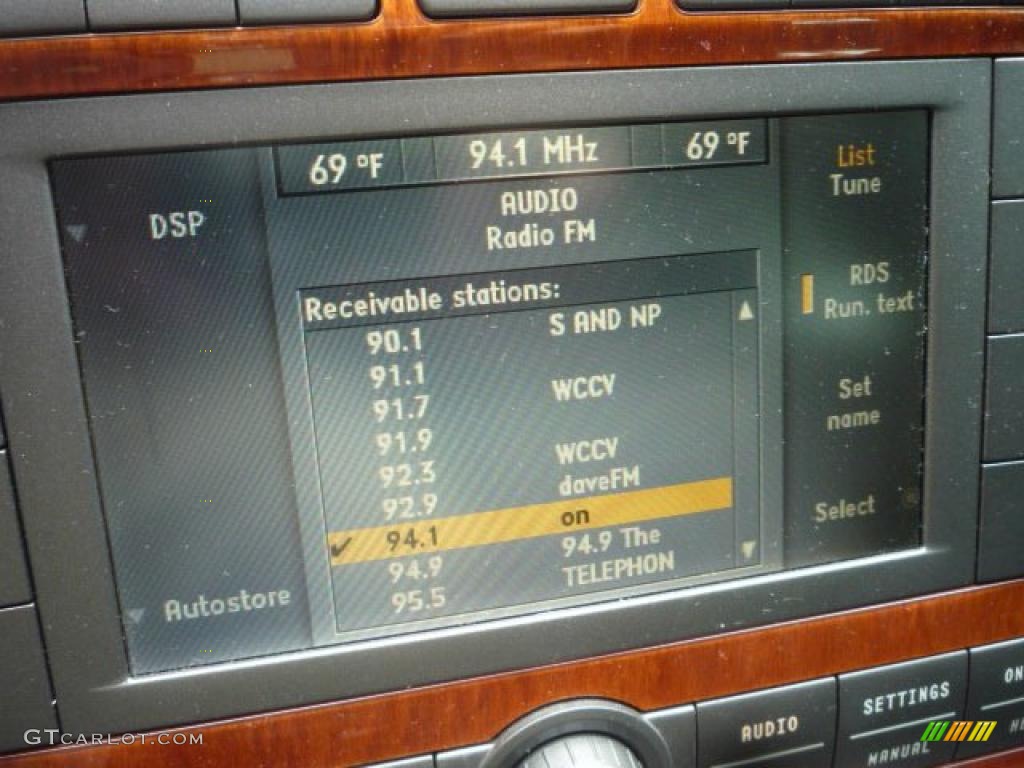 69 °F 94.1 MHz 69 °F
List
Tune
DSP
AUDIO
Radio FM
RDS
Run. text
Receivable stations:
90.1 S AND NP
91.1
91.7 WCCV
91.9
92.3 WCCV
92.9 daveFM
✓ 94.1 on
94.9 94.9 The
95.5 TELEPHON
Set
name
Select
Autostore
AUDIO
SETTINGS
MANUAL
ON
GTCARLOT.COM